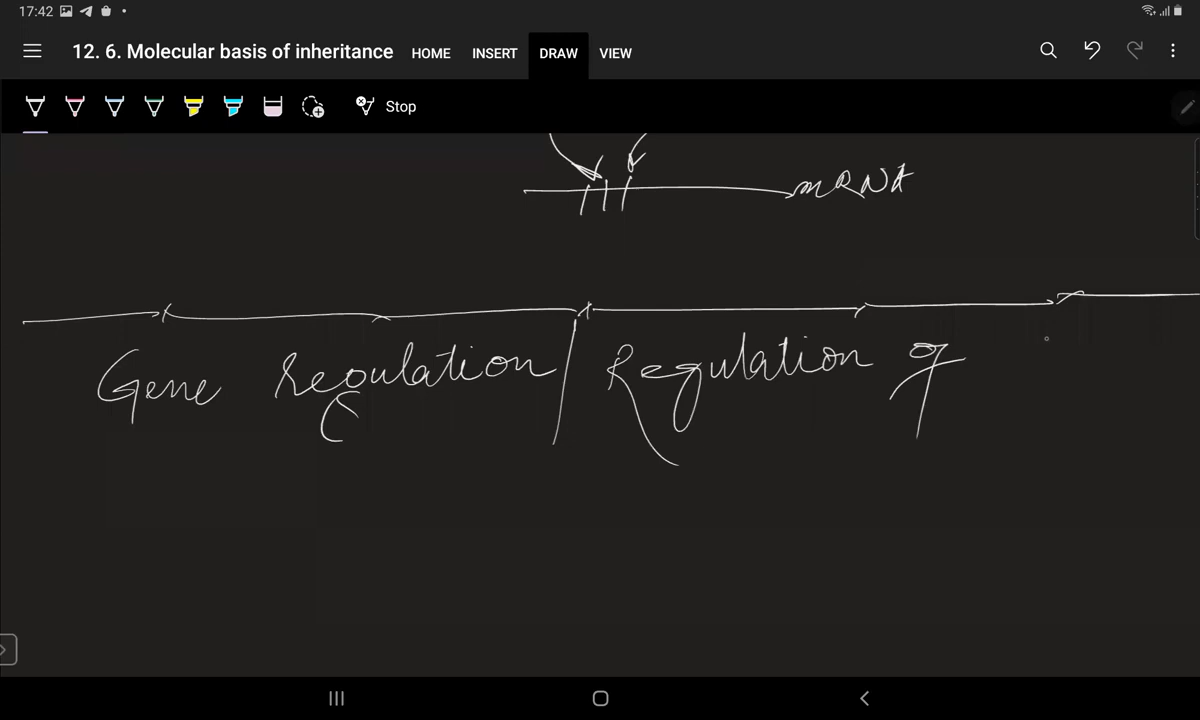 17:42
12. 6. Molecular basis of inheritance HOME INSERT DRAW VIEW
Stop
mRNA
Gene Regulation / Regulation of